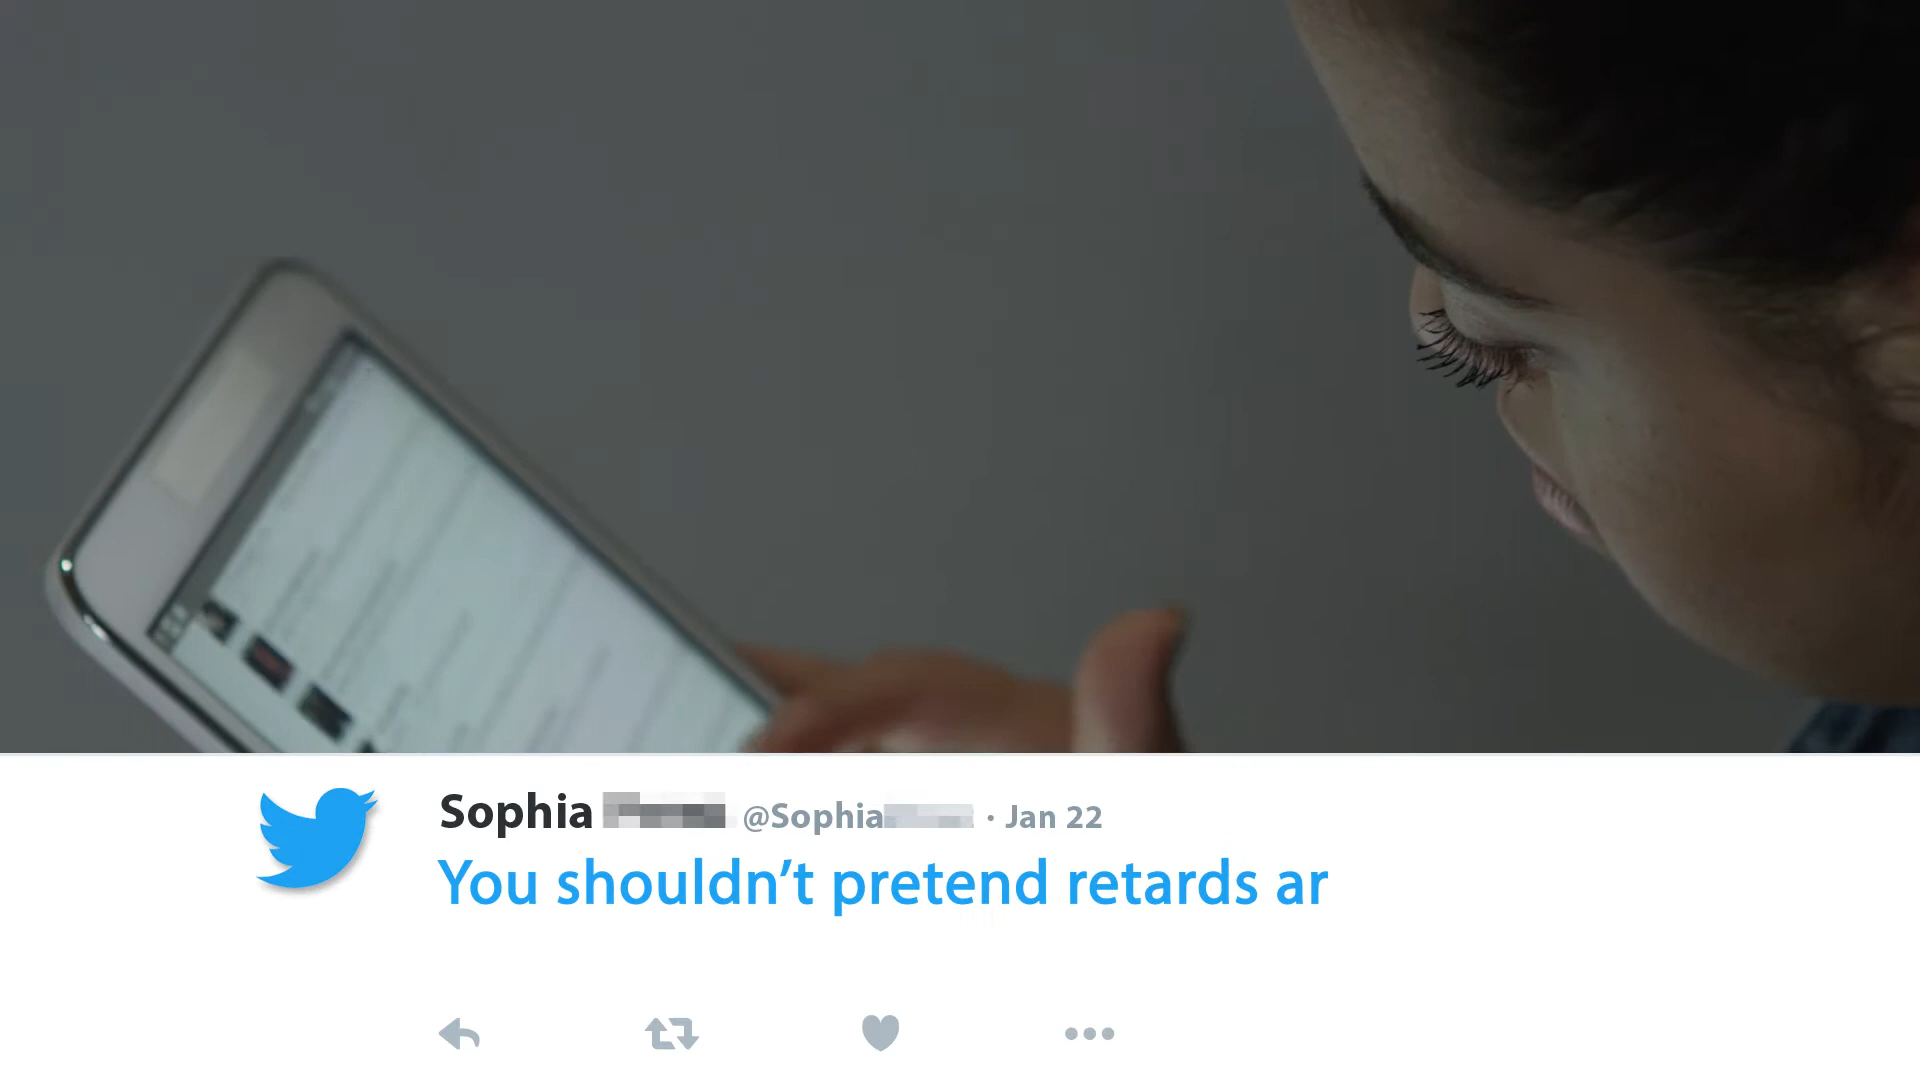 Sophia @Sophia · Jan 22
You shouldn’t pretend retards ar